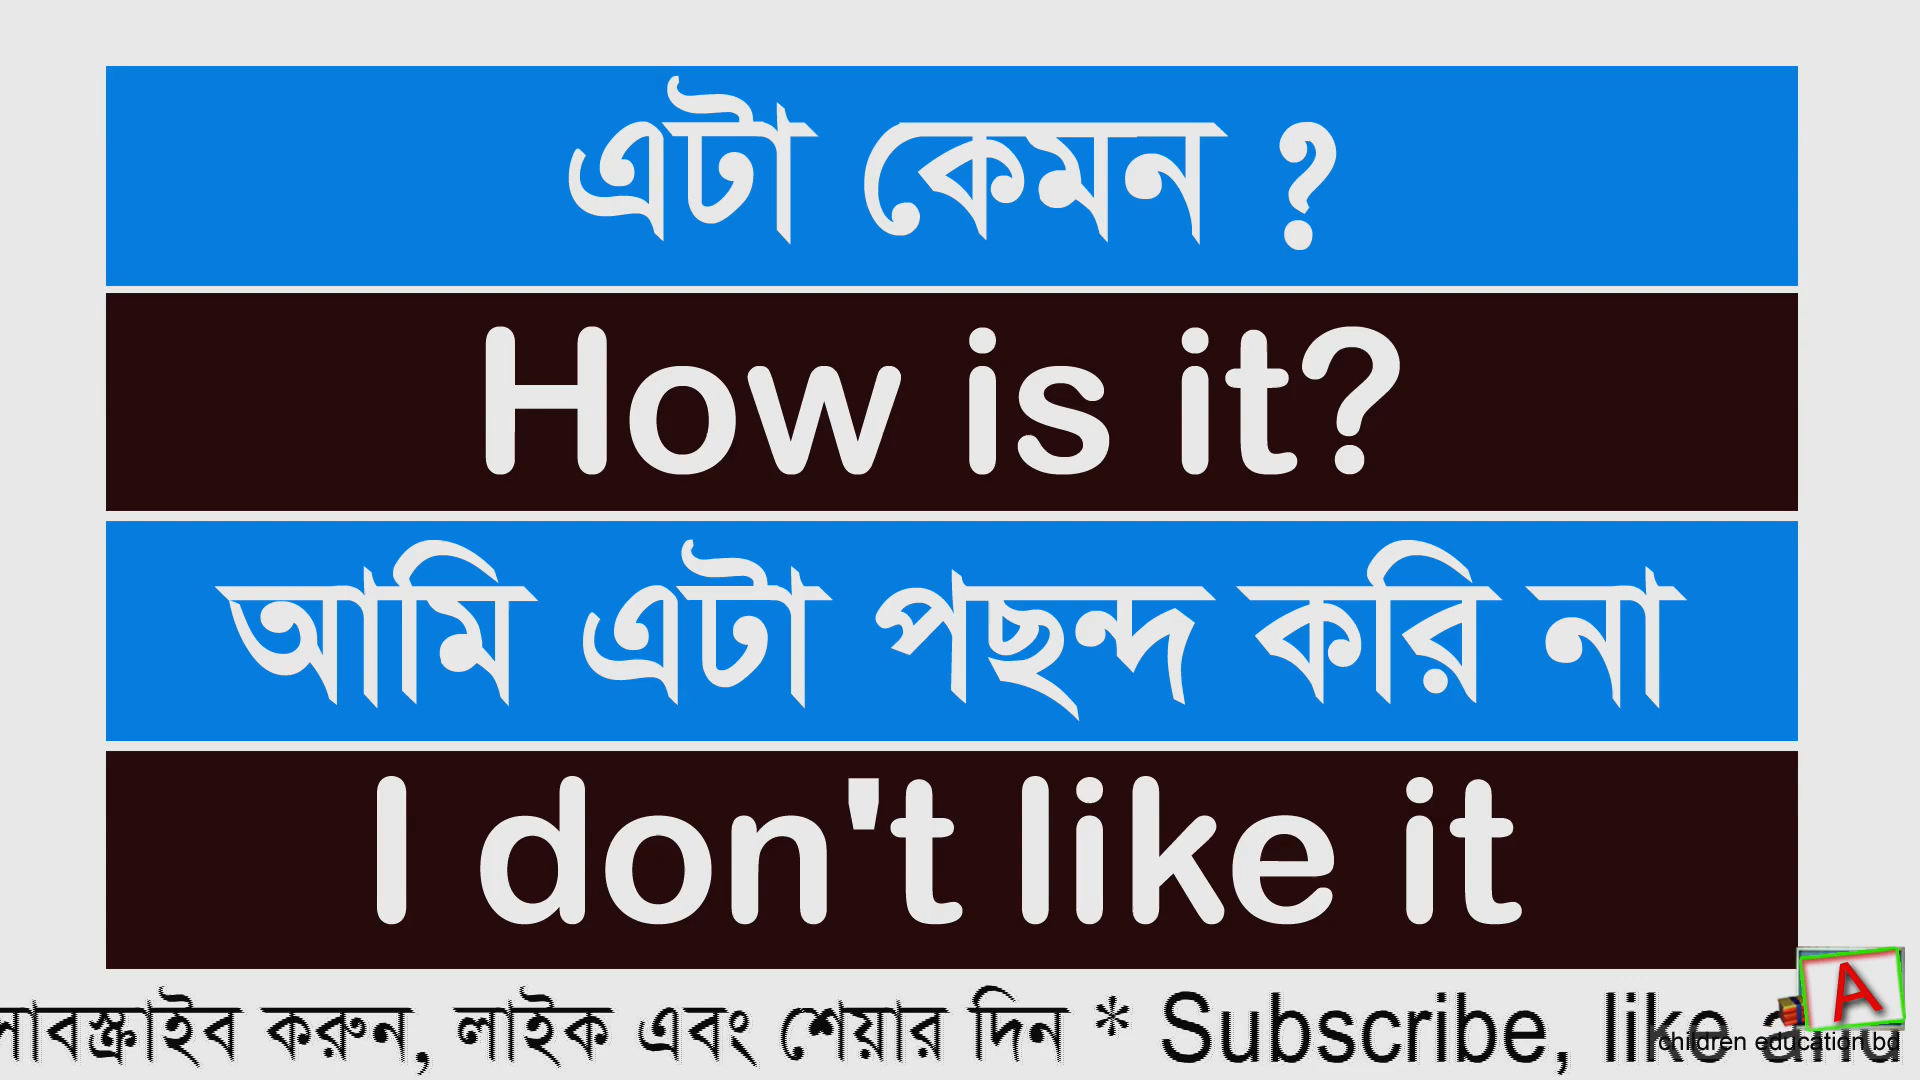 এটা কেমন ?
How is it?
আমি এটা পছন্দ করি না
I don't like it
সাবস্ক্রাইব করুন, লাইক এবং শেয়ার দিন * Subscribe, like and
A
children education bd